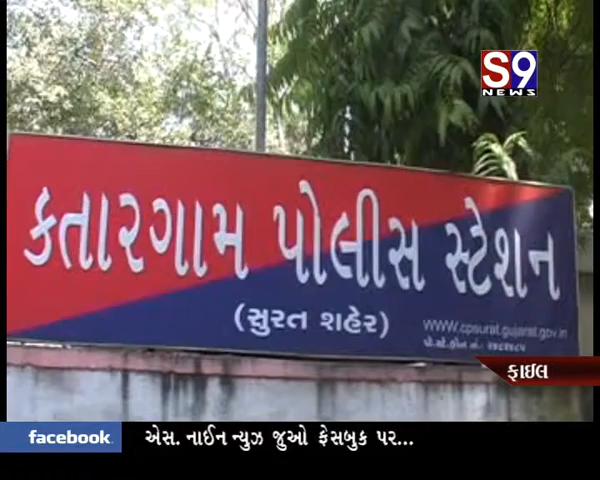 S9
NEWS
કતારગામ પોલીસ સ્ટેશન
(સુરત શહેર)
www.cpsurat.gujarat.gov.in
પો.સ્ટે.ફોન નં.
ફાઇલ
facebook
એસ. નાઈન ન્યુઝ જુઓ ફેસબુક પર...